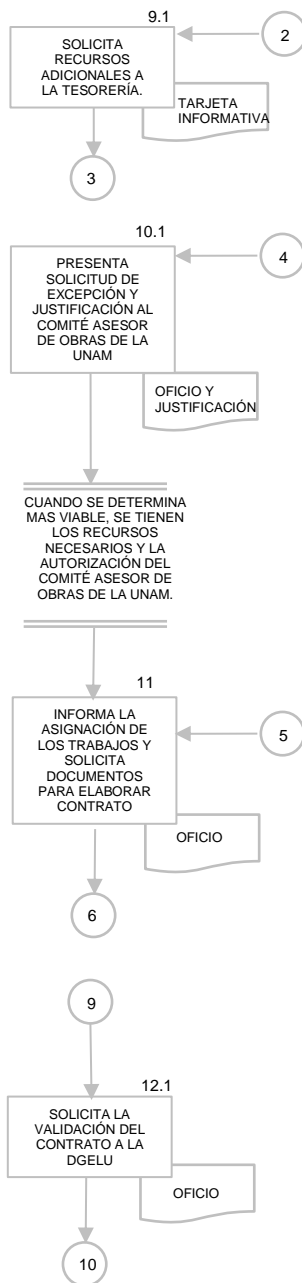 9.1
SOLICITA
RECURSOS
ADICIONALES A
LA TESORERÍA.
2
TARJETA
INFORMATIVA
3
10.1
PRESENTA
SOLICITUD DE
EXCEPCIÓN Y
JUSTIFICACIÓN AL
COMITÉ ASESOR
DE OBRAS DE LA
UNAM
4
OFICIO Y
JUSTIFICACIÓN
CUANDO SE DETERMINA
MAS VIABLE, SE TIENEN
LOS RECURSOS
NECESARIOS Y LA
AUTORIZACIÓN DEL
COMITÉ ASESOR DE
OBRAS DE LA UNAM.
11
INFORMA LA
ASIGNACIÓN DE
LOS TRABAJOS Y
SOLICITA
DOCUMENTOS
PARA ELABORAR
CONTRATO
5
OFICIO
6
9
12.1
SOLICITA LA
VALIDACIÓN DEL
CONTRATO A LA
DGELU
OFICIO
10